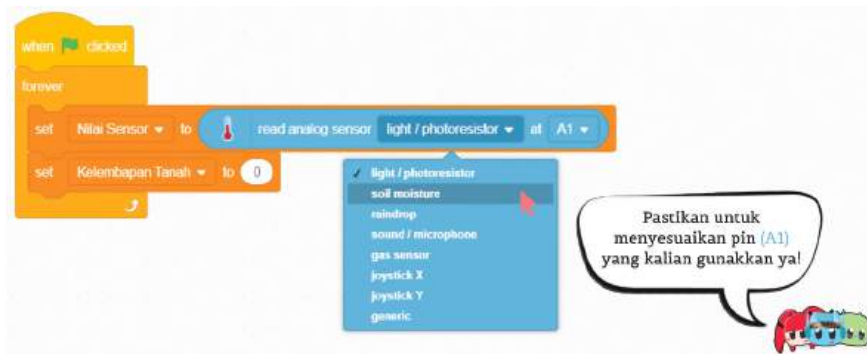 when clicked
forever
set Nilai Sensor to read analog sensor light / photoresistor at A1
set Kelembapan Tanah to 0
✓ light / photoresistor
soil moisture
raindrop
sound / microphone
gas sensor
joystick X
joystick Y
generic
Pastikan untuk
menyesuaikan pin (A1)
yang kalian gunakkan ya!